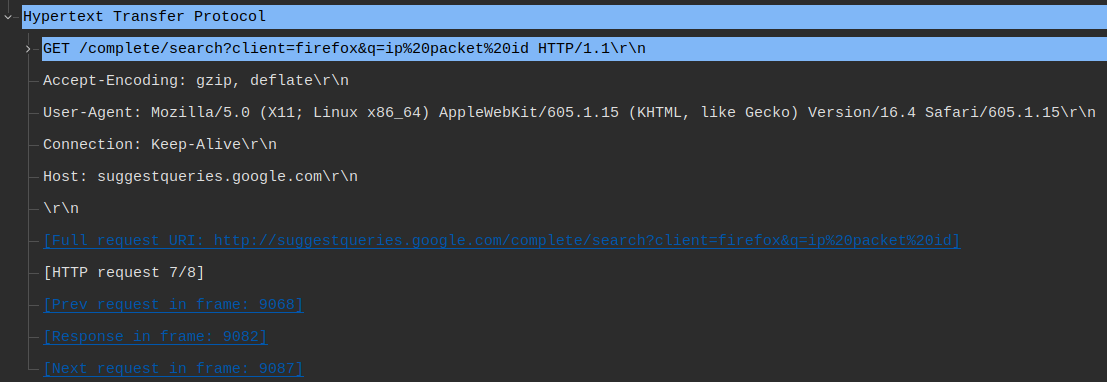 Hypertext Transfer Protocol
GET /complete/search?client=firefox&q=ip%20packet%20id HTTP/1.1\r\n
Accept-Encoding: gzip, deflate\r\n
User-Agent: Mozilla/5.0 (X11; Linux x86_64) AppleWebKit/605.1.15 (KHTML, like Gecko) Version/16.4 Safari/605.1.15\r\n
Connection: Keep-Alive\r\n
Host: suggestqueries.google.com\r\n
\r\n
[Full request URI: http://suggestqueries.google.com/complete/search?client=firefox&q=ip%20packet%20id]
[HTTP request 7/8]
[Prev request in frame: 9068]
[Response in frame: 9082]
[Next request in frame: 9087]